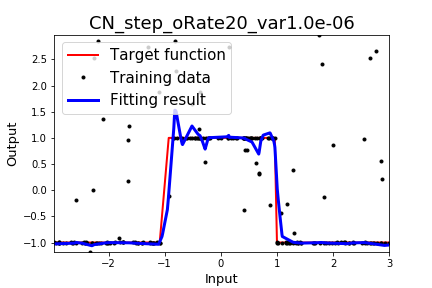 CN_step_oRate20_var1.0e-06
Target function
Training data
Fitting result
Output
2.5
2.0
1.5
1.0
0.5
0.0
−0.5
−1.0
−2 −1 0 1 2 3
Input